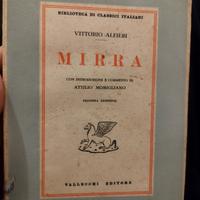 BIBLIOTECA DI CLASSICI ITALIANI
VITTORIO ALFIERI
MIRRA
CON INTRODUZIONE E COMMENTO DI
ATTILIO MOMIGLIANO
SECONDA EDIZIONE
VALLECCHI EDITORE